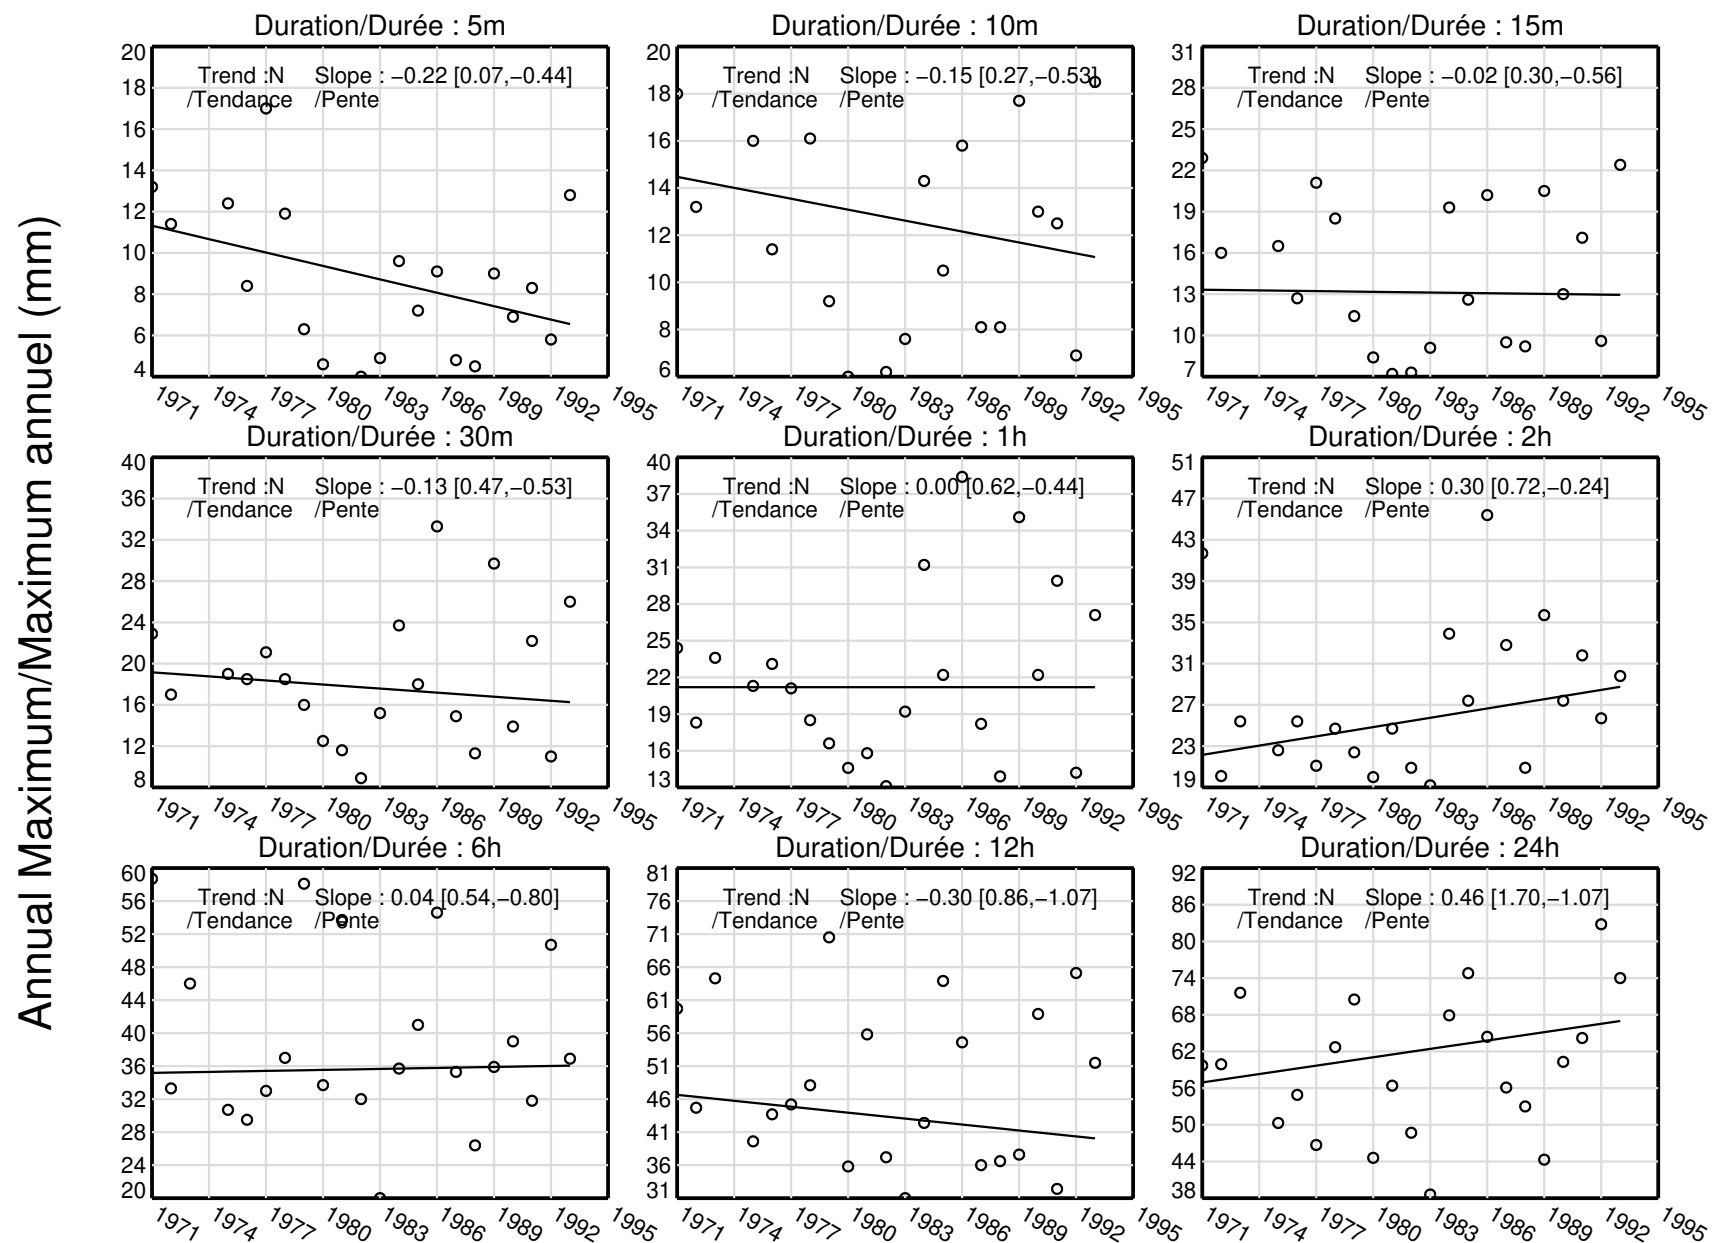 Annual Maximum/Maximum annuel (mm)
Duration/Durée : 5m
Trend :N Slope : −0.22 [0.07,−0.44]
/Tendance /Pente
20
18
16
14
12
10
8
6
4
1971 1974 1977 1980 1983 1986 1989 1992 1995
Duration/Durée : 10m
Trend :N Slope : −0.15 [0.27,−0.53]
/Tendance /Pente
20
18
16
14
12
10
8
6
1971 1974 1977 1980 1983 1986 1989 1992 1995
Duration/Durée : 15m
Trend :N Slope : −0.02 [0.30,−0.56]
/Tendance /Pente
31
28
25
22
19
16
13
10
7
1971 1974 1977 1980 1983 1986 1989 1992 1995
Duration/Durée : 30m
Trend :N Slope : −0.13 [0.47,−0.53]
/Tendance /Pente
40
36
32
28
24
20
16
12
8
1971 1974 1977 1980 1983 1986 1989 1992 1995
Duration/Durée : 1h
Trend :N Slope : 0.00 [0.62,−0.44]
/Tendance /Pente
40
37
34
31
28
25
22
19
16
13
1971 1974 1977 1980 1983 1986 1989 1992 1995
Duration/Durée : 2h
Trend :N Slope : 0.30 [0.72,−0.24]
/Tendance /Pente
51
47
43
39
35
31
27
23
19
1971 1974 1977 1980 1983 1986 1989 1992 1995
Duration/Durée : 6h
Trend :N Slope : 0.04 [0.54,−0.80]
/Tendance /Pente
60
56
52
48
44
40
36
32
28
24
20
1971 1974 1977 1980 1983 1986 1989 1992 1995
Duration/Durée : 12h
Trend :N Slope : −0.30 [0.86,−1.07]
/Tendance /Pente
81
76
71
66
61
56
51
46
41
36
31
1971 1974 1977 1980 1983 1986 1989 1992 1995
Duration/Durée : 24h
Trend :N Slope : 0.46 [1.70,−1.07]
/Tendance /Pente
92
86
80
74
68
62
56
50
44
38
1971 1974 1977 1980 1983 1986 1989 1992 1995